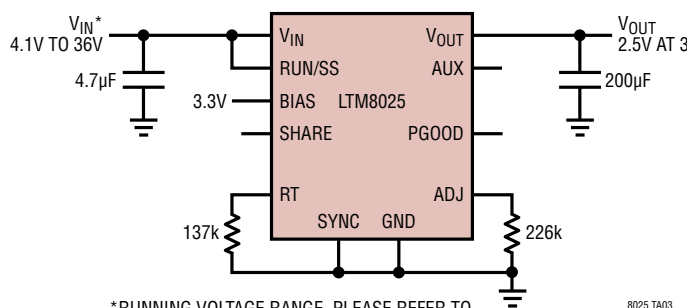 VIN*
4.1V TO 36V
4.7µF
VIN
RUN/SS
3.3V
BIAS
LTM8025
SHARE
RT
SYNC
GND
VOUT
AUX
PGOOD
ADJ
VOUT
2.5V AT 3
200µF
137k
226k
*RUNNING VOLTAGE RANGE. PLEASE REFER TO
8025 TA03